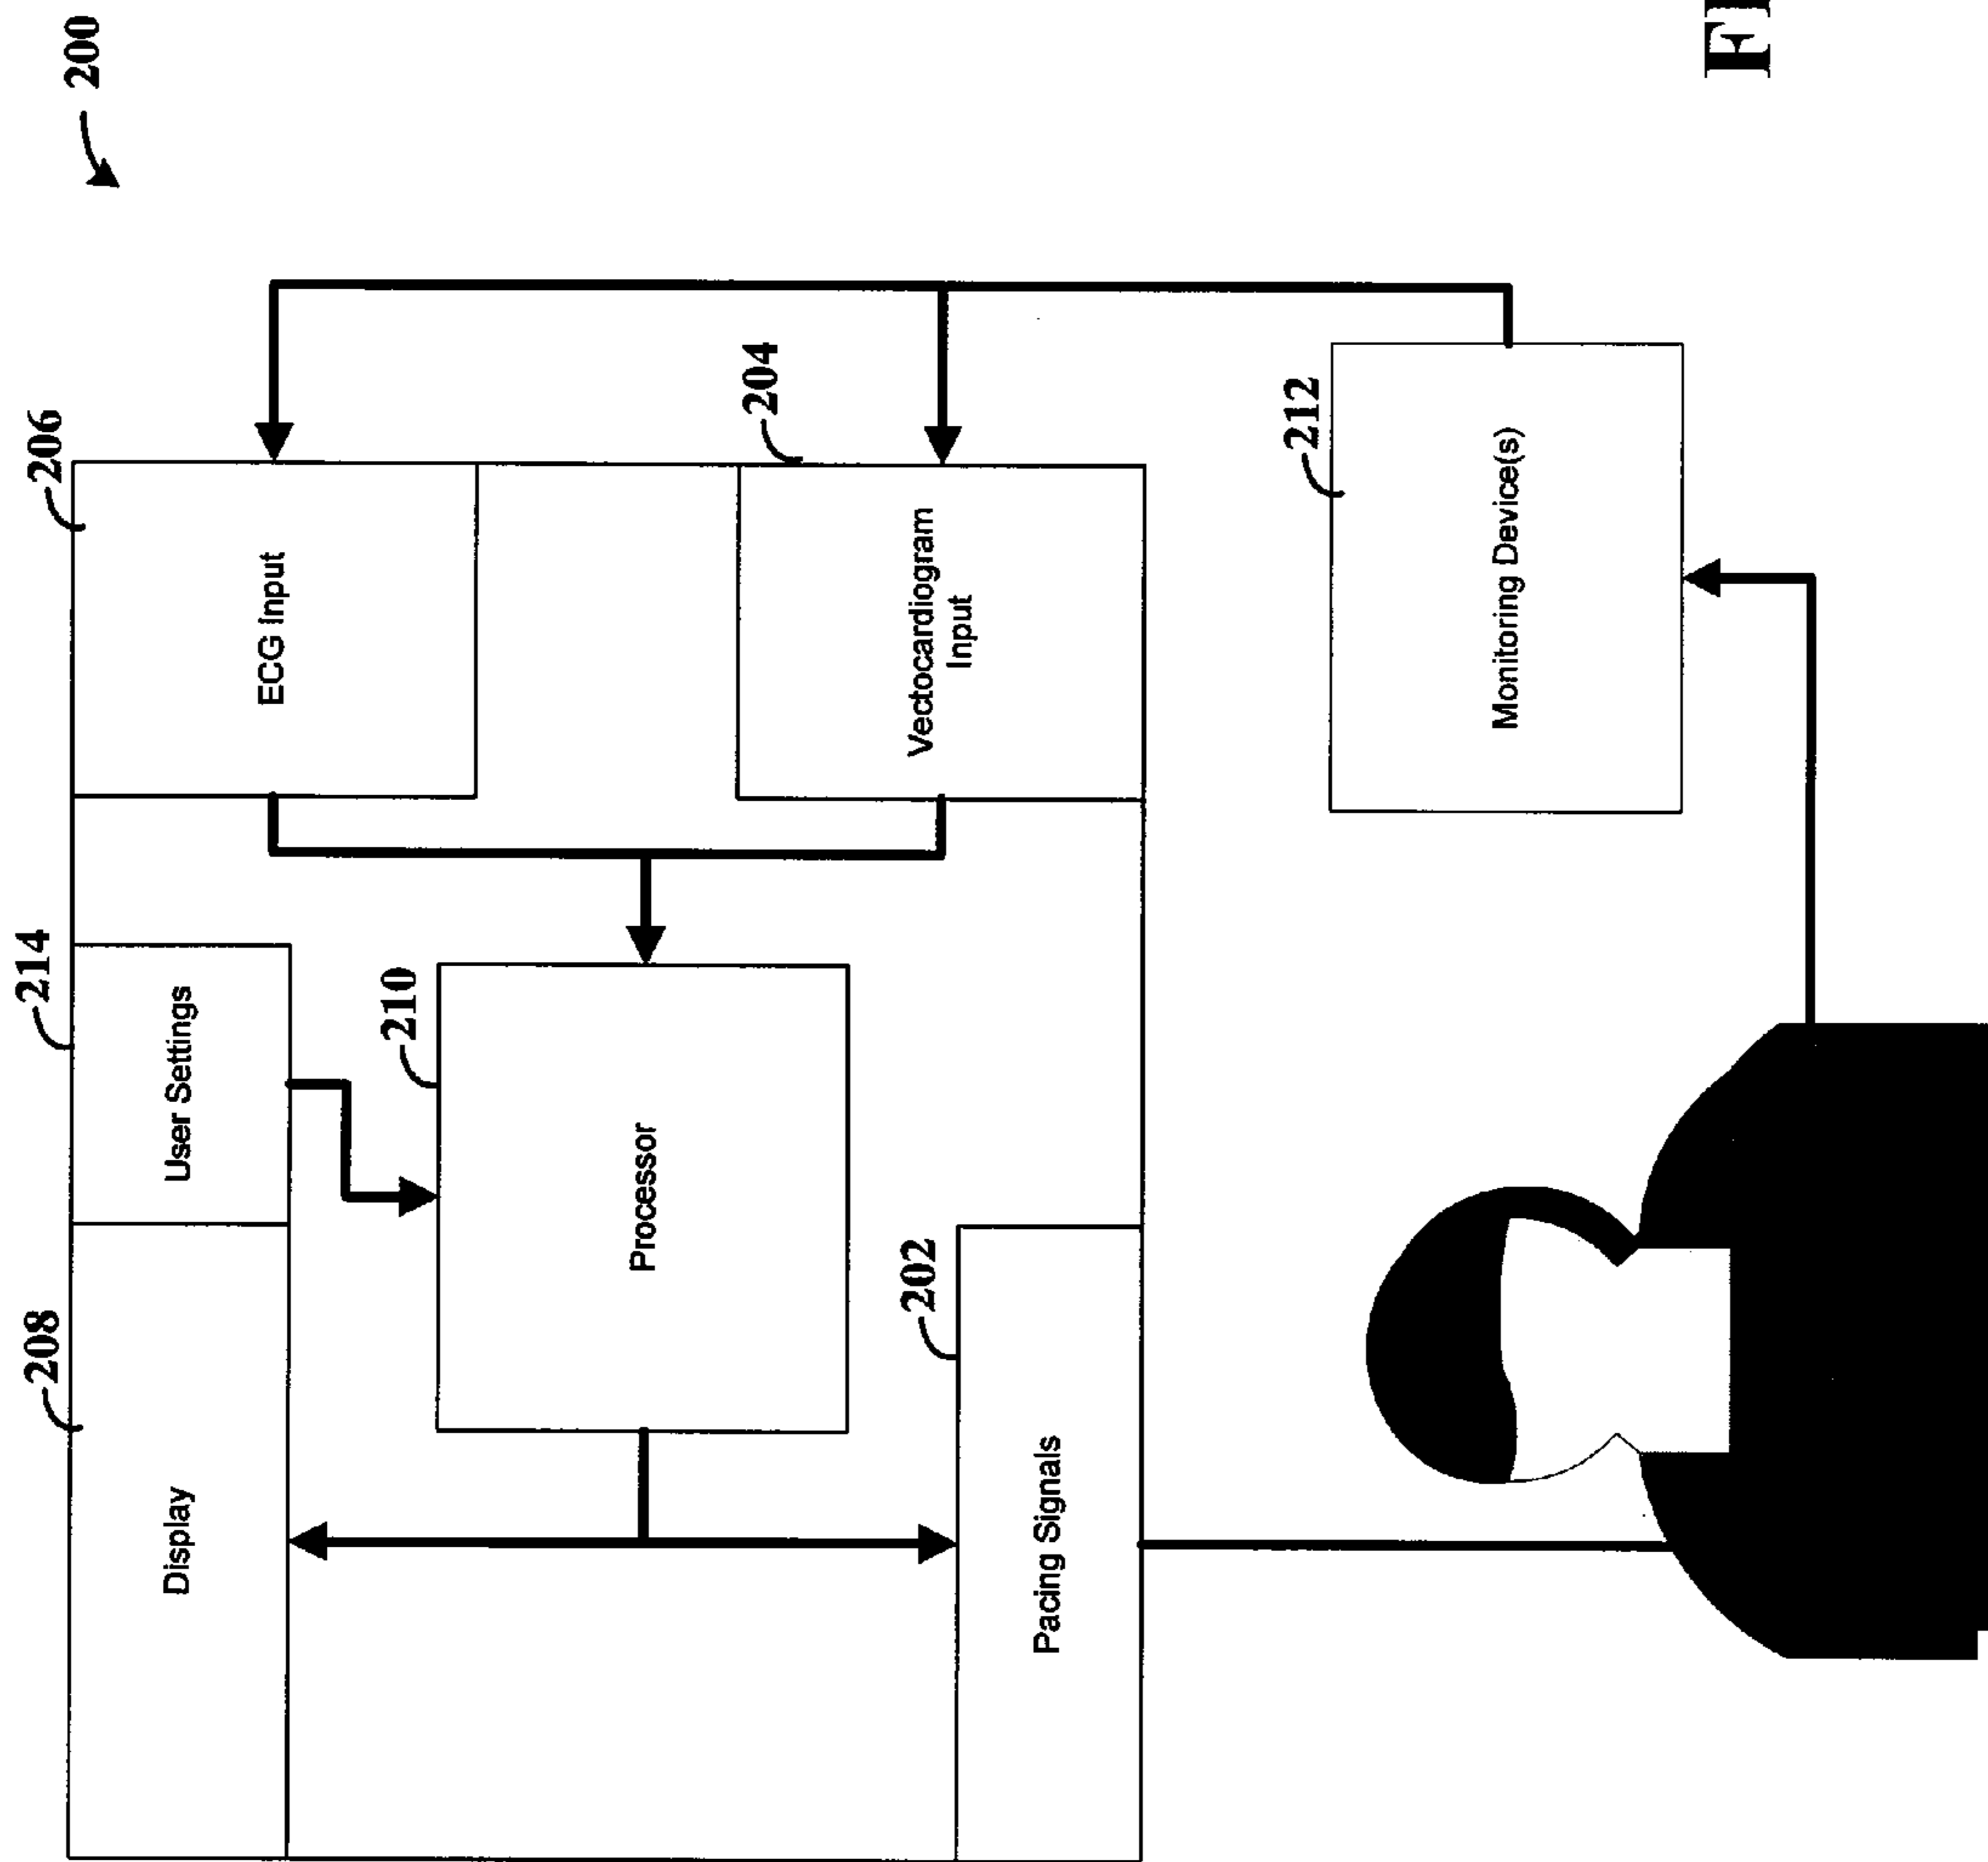 200
206
ECG Input
204
Vectocardiogram
Input
212
Monitoring Device(s)
214
User Settings
210
Processor
208
Display
202
Pacing Signals